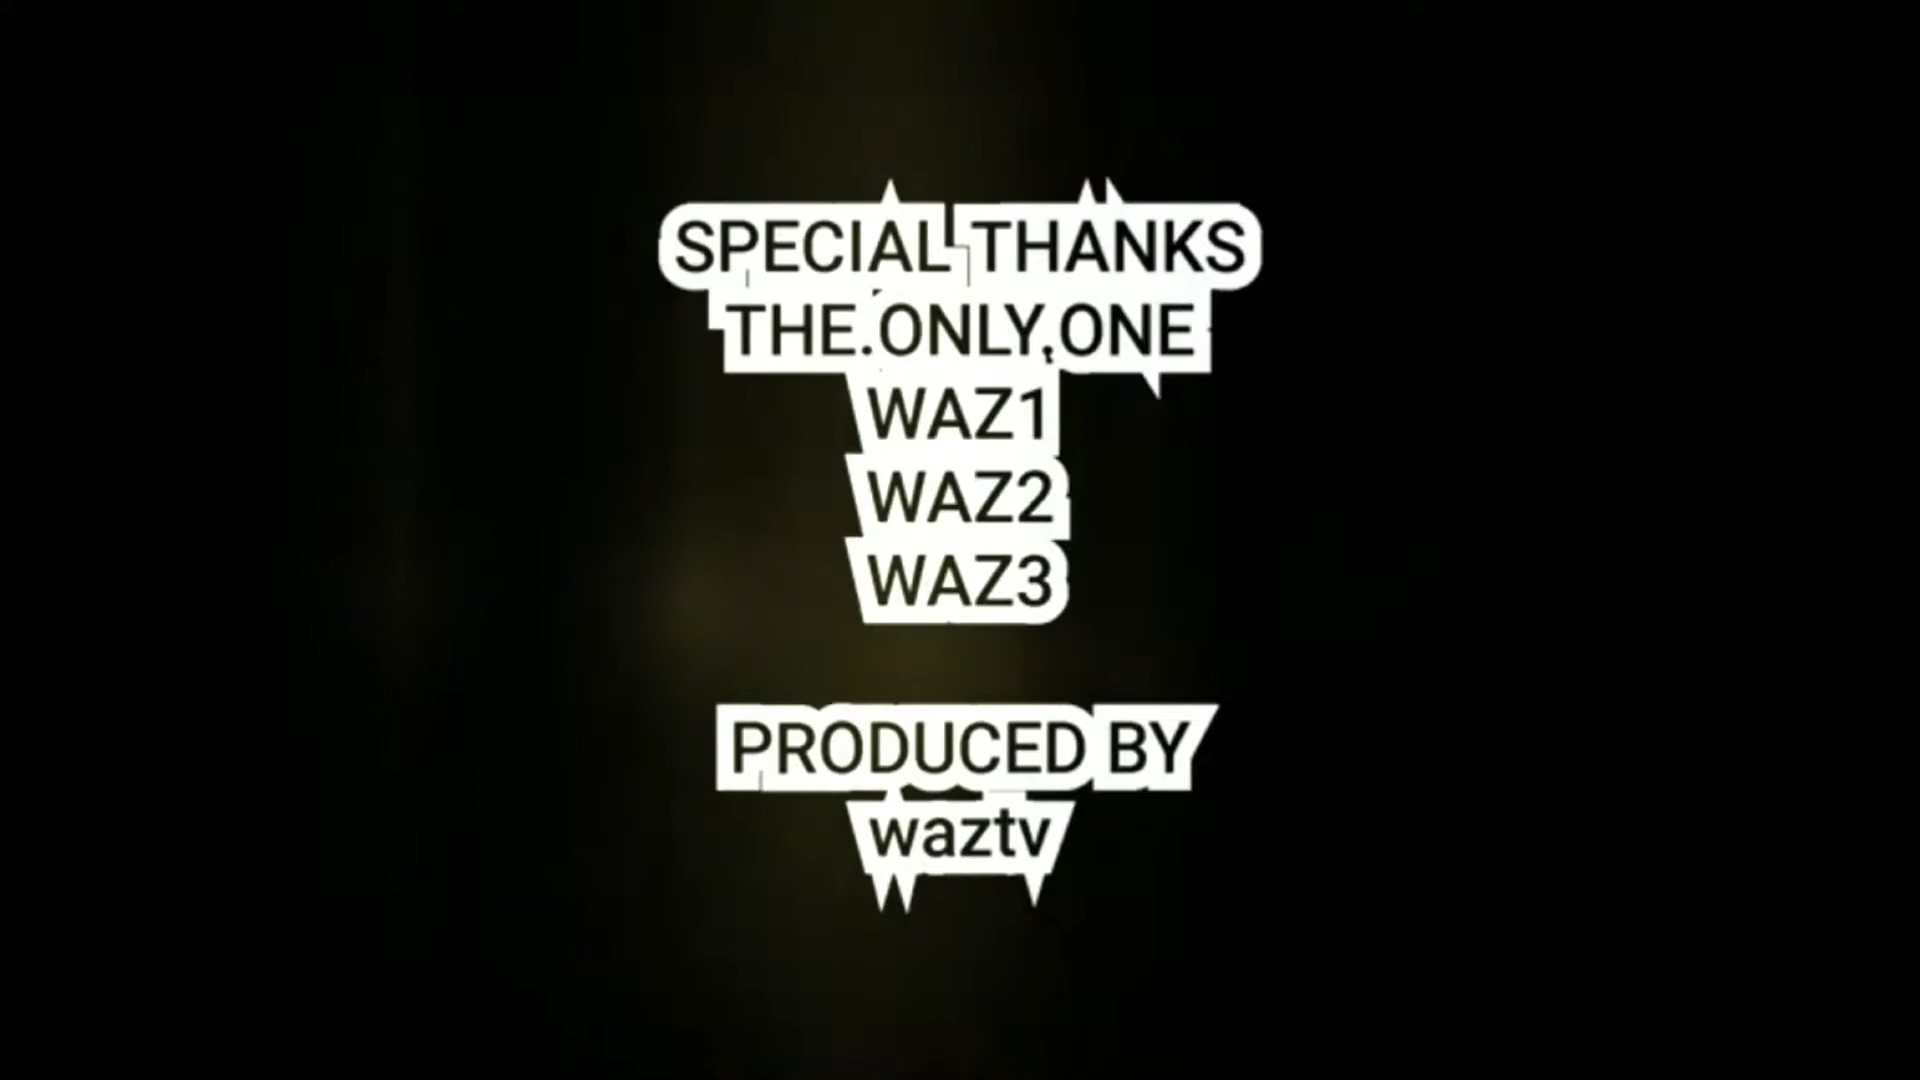 SPECIAL THANKS
THE.ONLY.ONE
WAZ1
WAZ2
WAZ3
PRODUCED BY
waztv